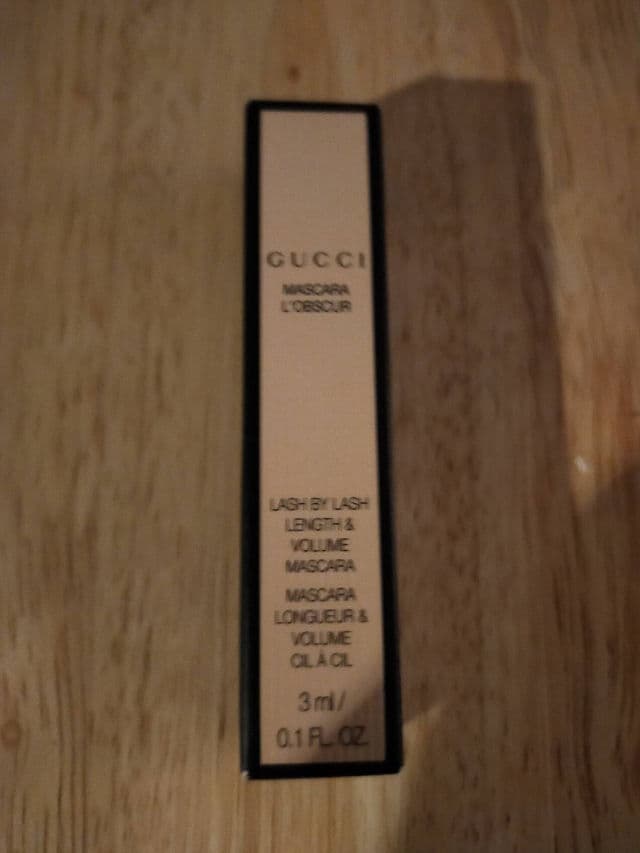 GUCCI
MASCARA
L'OBSCUR
LASH BY LASH
LENGTH &
VOLUME
MASCARA
MASCARA
LONGUEUR &
VOLUME
CIL À CIL
3 ml /
0.1 FL. OZ.